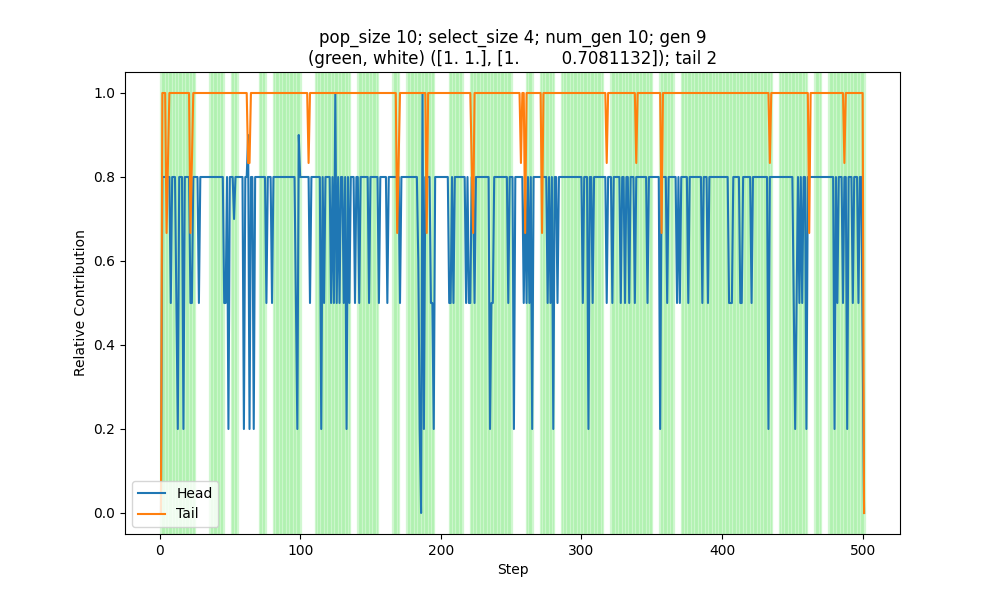 pop_size 10; select_size 4; num_gen 10; gen 9
(green, white) ([1. 1.], [1.        0.7081132]); tail 2
1.0
0.8
0.6
0.4
0.2
0.0
Relative Contribution
Head
Tail
0
100
200
300
400
500
Step